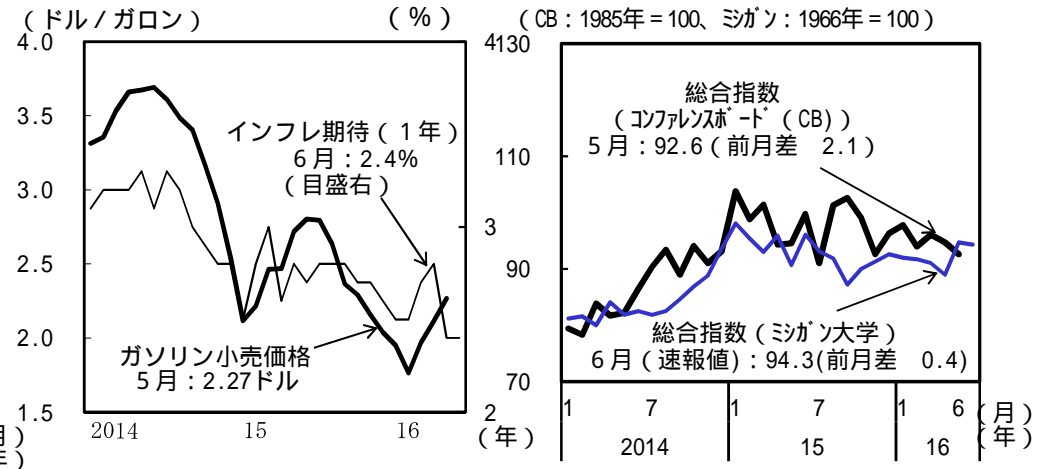 （ドル／ガロン）
（％）
4.0
3.5
3.0
2.5
2.0
1.5
4
3
2
インフレ期待（１年）
６月：2.4%
（目盛右）
ガソリン小売価格
５月：2.27ドル
2014
15
16
（年）
月）
年）
（CB：1985年＝100、ﾐｼｶﾞﾝ：1966年＝100）
130
110
90
70
総合指数
（ｺﾝﾌｧﾚﾝｽﾎﾞｰﾄﾞ（CB））
５月：92.6（前月差　2.1）
総合指数（ﾐｼｶﾞﾝ大学）
６月（速報値）：94.3(前月差　0.4)
1
7
1
7
1
6
（月）
2014
15
16
（年）